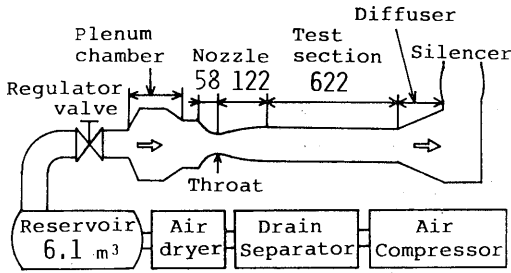 Diffuser
Plenum
chamber
Nozzle
Test
section
Silencer
58 122
622
Regulator
valve
Throat
Reservoir
6.1 m³
Air
dryer
Drain
Separator
Air
Compressor